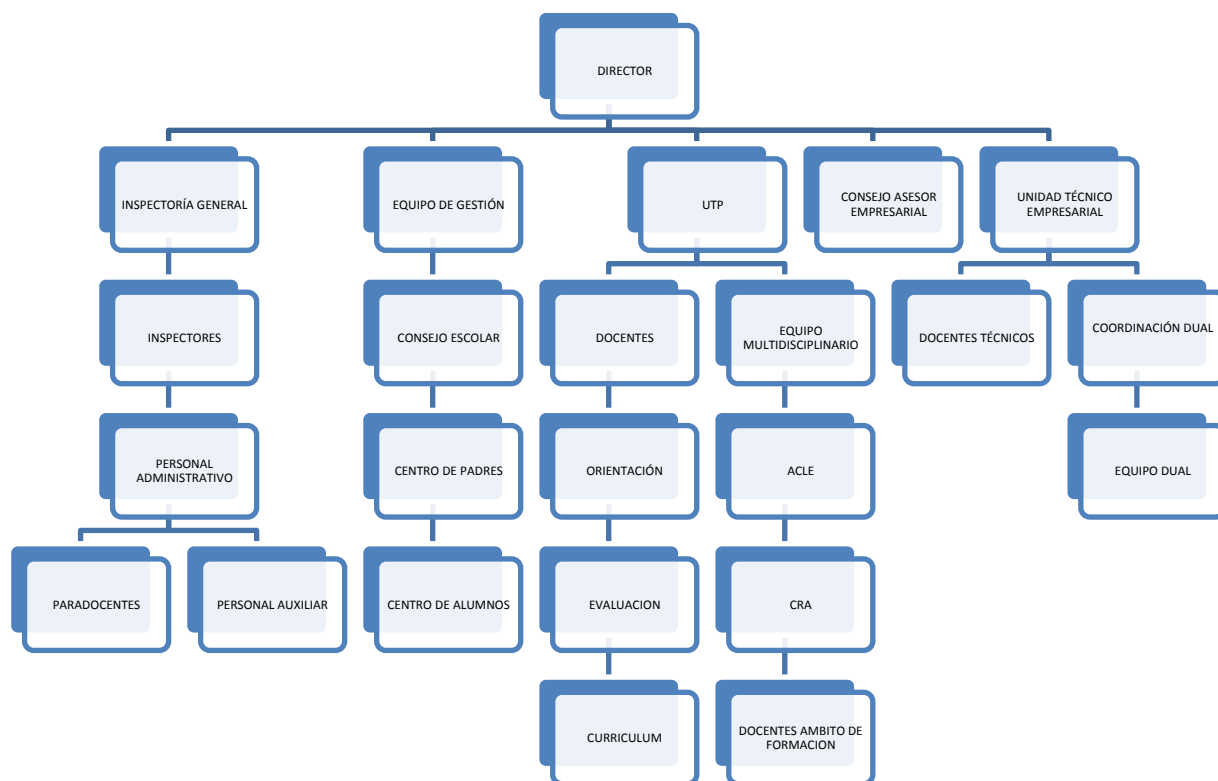 DIRECTOR
INSPECTORÍA GENERAL
EQUIPO DE GESTIÓN
UTP
CONSEJO ASESOR
EMPRESARIAL
UNIDAD TÉCNICO
EMPRESARIAL
INSPECTORES
CONSEJO ESCOLAR
DOCENTES
EQUIPO
MULTIDISCIPLINARIO
DOCENTES TÉCNICOS
COORDINACIÓN DUAL
PERSONAL
ADMINISTRATIVO
CENTRO DE PADRES
ORIENTACIÓN
ACLE
EQUIPO DUAL
PARADOCENTES
PERSONAL AUXILIAR
CENTRO DE ALUMNOS
EVALUACION
CRA
CURRICULUM
DOCENTES AMBITO DE
FORMACION